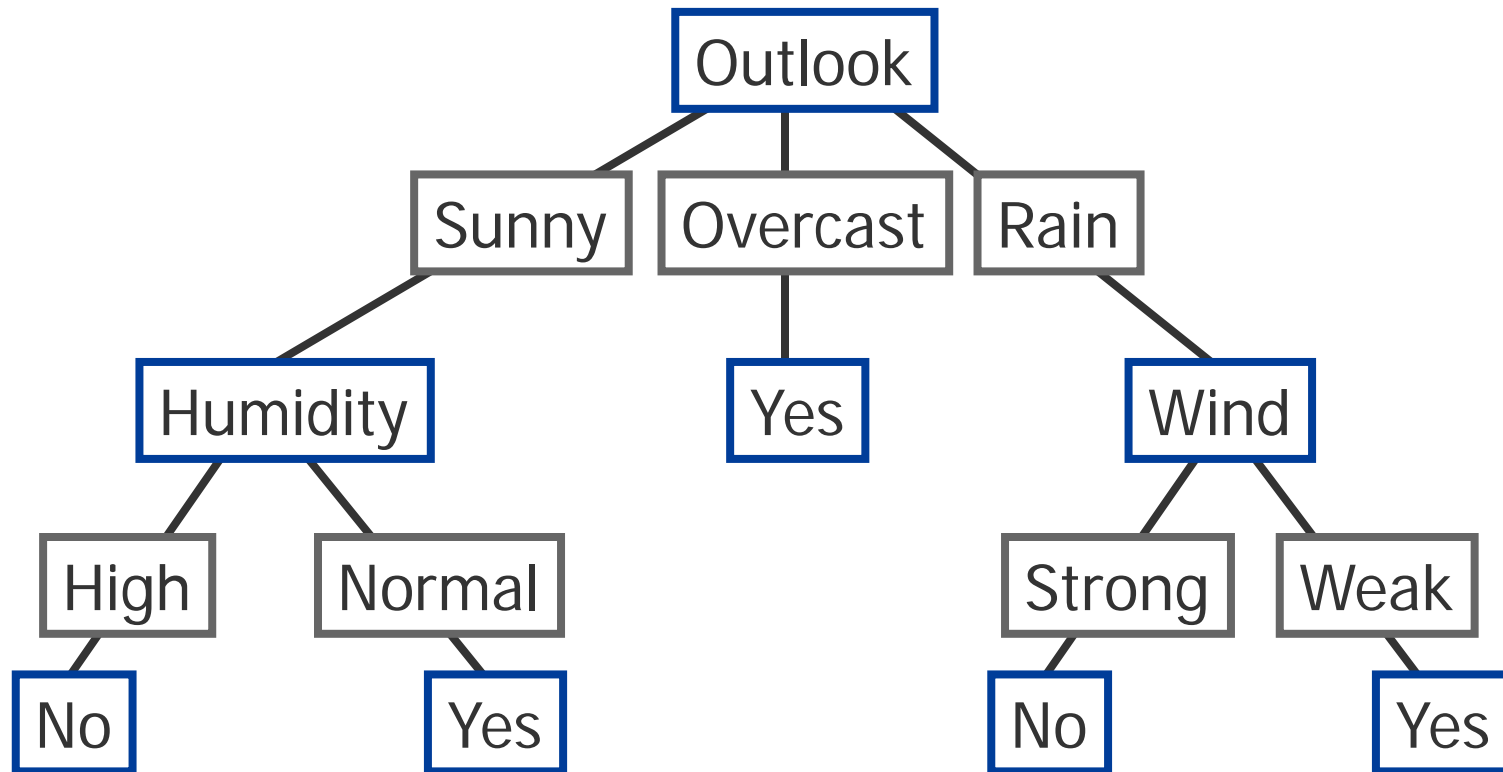 Outlook
Sunny Overcast Rain
Humidity Yes Wind
High Normal Strong Weak
No Yes No Yes